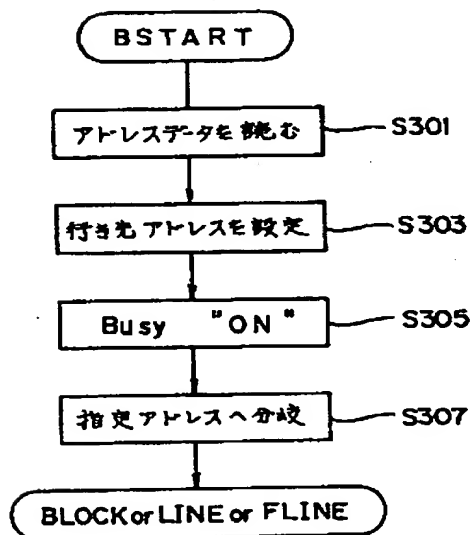 BSTART
アドレスデータを読む
S301
行き先アドレスを設定
S303
Busy "ON"
S305
指定アドレスへ分岐
S307
BLOCK or LINE or FLINE